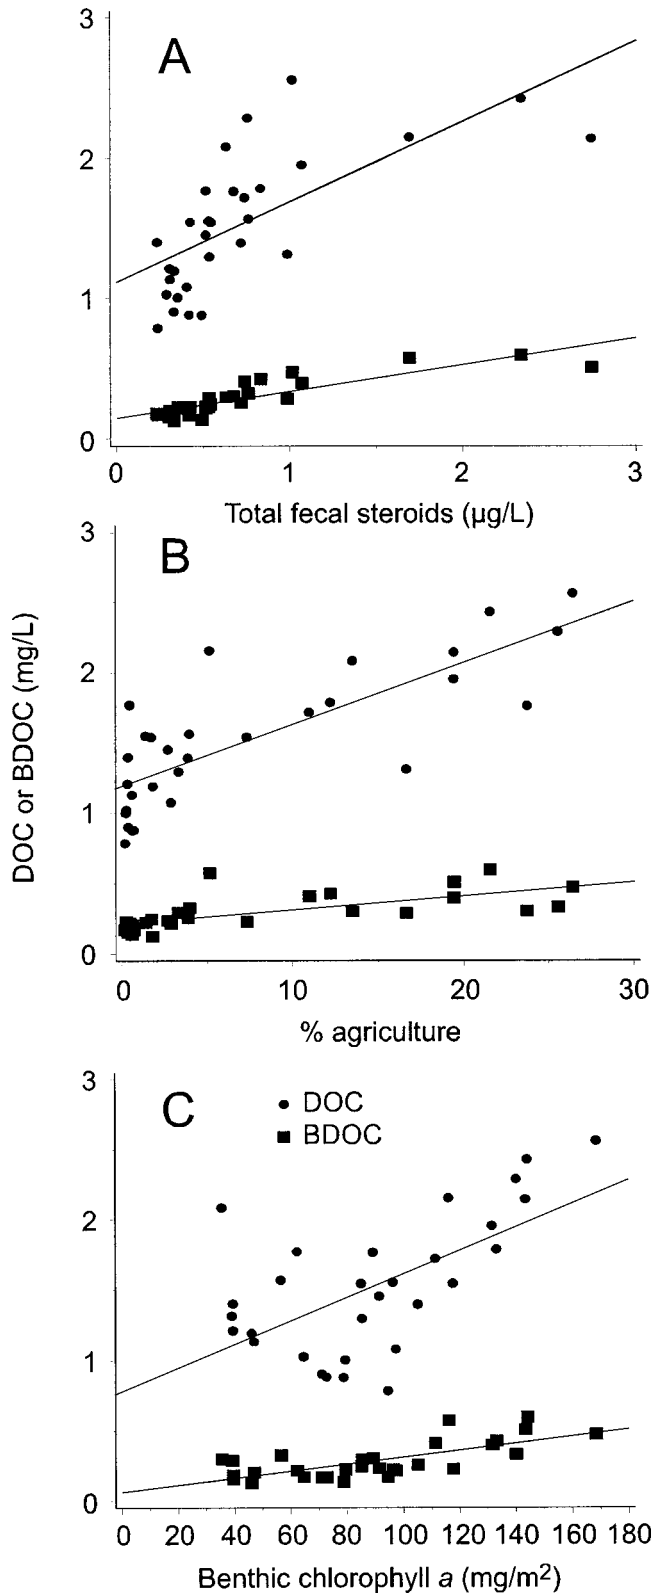 3
A
2
1
0
0 1 2 3
Total fecal steroids (µg/L)
3
B
2
1
0
0 10 20 30
% agriculture
DOC or BDOC (mg/L)
3
C
DOC
BDOC
2
1
0
0 20 40 60 80 100 120 140 160 180
Benthic chlorophyll a (mg/m²)